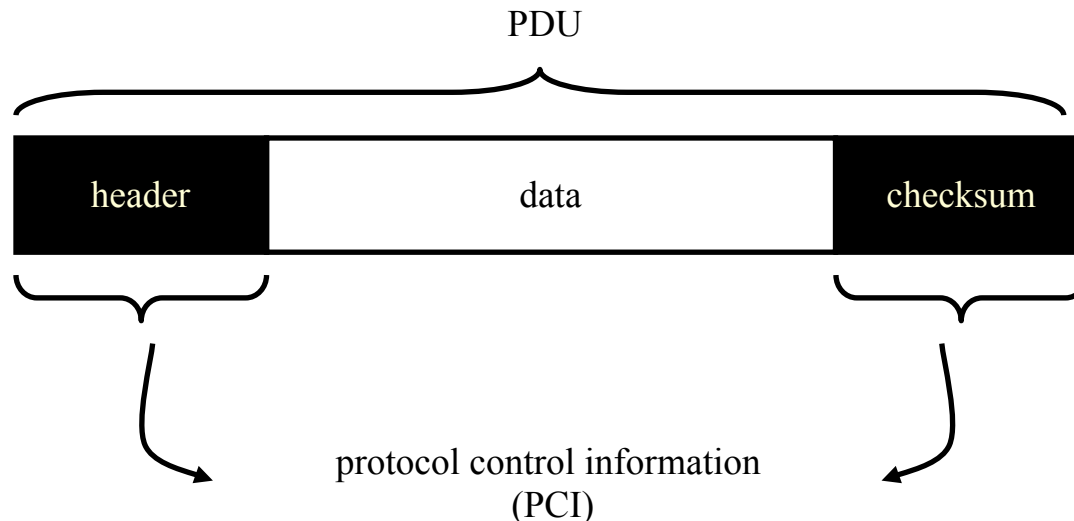 PDU
header
data
checksum
protocol control information
(PCI)